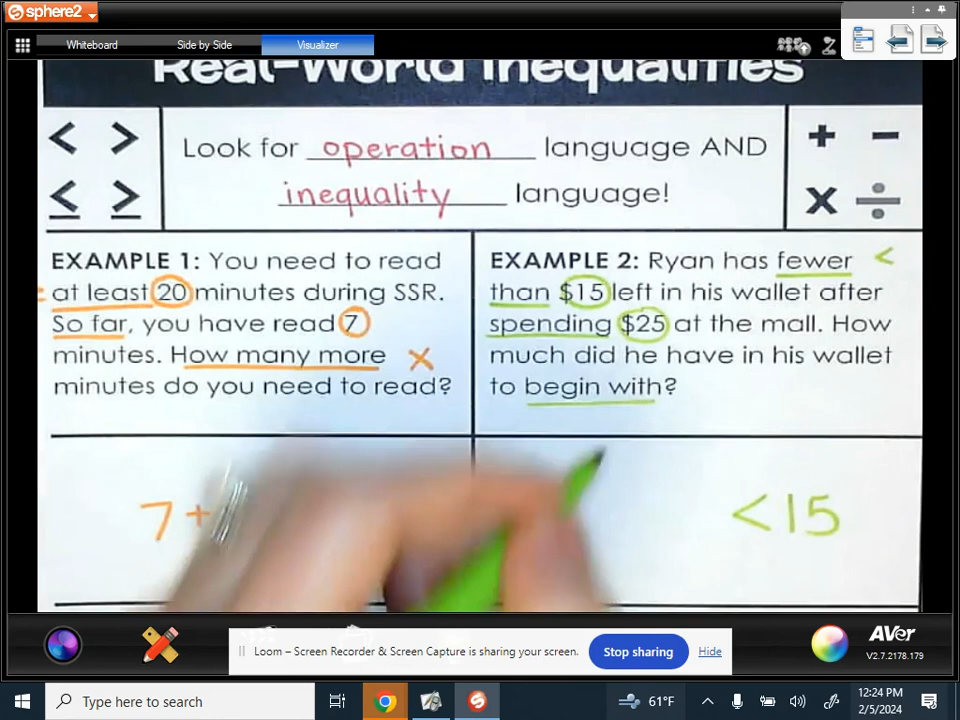 sphere2
Whiteboard
Side by Side
Visualizer
Real-World Inequalities
< >
Look for operation language AND
+ −
≤ ≥
inequality language!
x ÷
EXAMPLE 1: You need to read
at least 20 minutes during SSR.
So far, you have read 7
minutes. How many more x
minutes do you need to read?
EXAMPLE 2: Ryan has fewer <
than $15 left in his wallet after
spending $25 at the mall. How
much did he have in his wallet
to begin with?
7 +
< 15
Loom – Screen Recorder & Screen Capture is sharing your screen.
Stop sharing
Hide
AVer
V2.7.2178.179
Type here to search
61°F
12:24 PM
2/5/2024